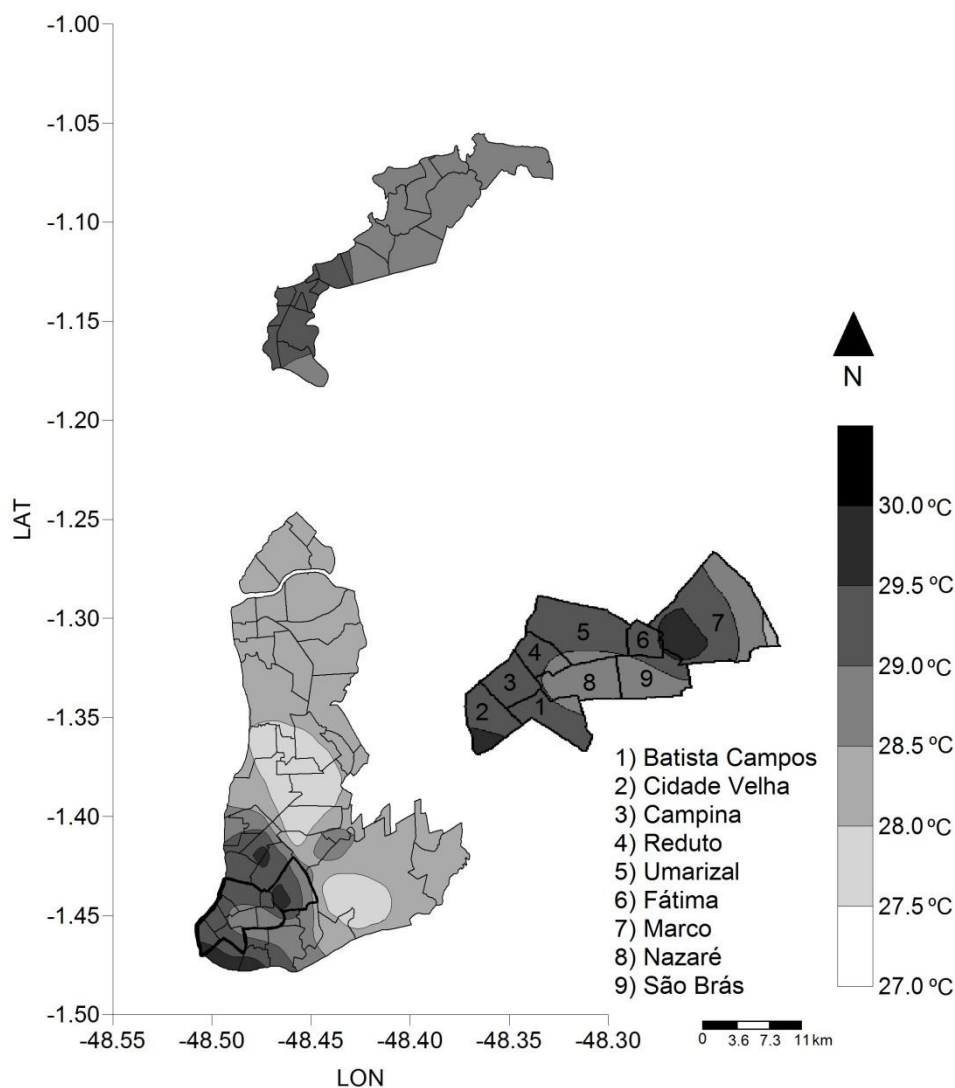 -1.00
-1.05
-1.10
-1.15
-1.20
-1.25
-1.30
-1.35
-1.40
-1.45
-1.50
LAT
-48.55
-48.50
-48.45
-48.40
-48.35
-48.30
LON
N
30.0 ºC
29.5 ºC
29.0 ºC
28.5 ºC
28.0 ºC
27.5 ºC
27.0 ºC
7
5
6
4
8
9
3
1
2
1) Batista Campos
2) Cidade Velha
3) Campina
4) Reduto
5) Umarizal
6) Fátima
7) Marco
8) Nazaré
9) São Brás
0 3.6 7.3 11 km